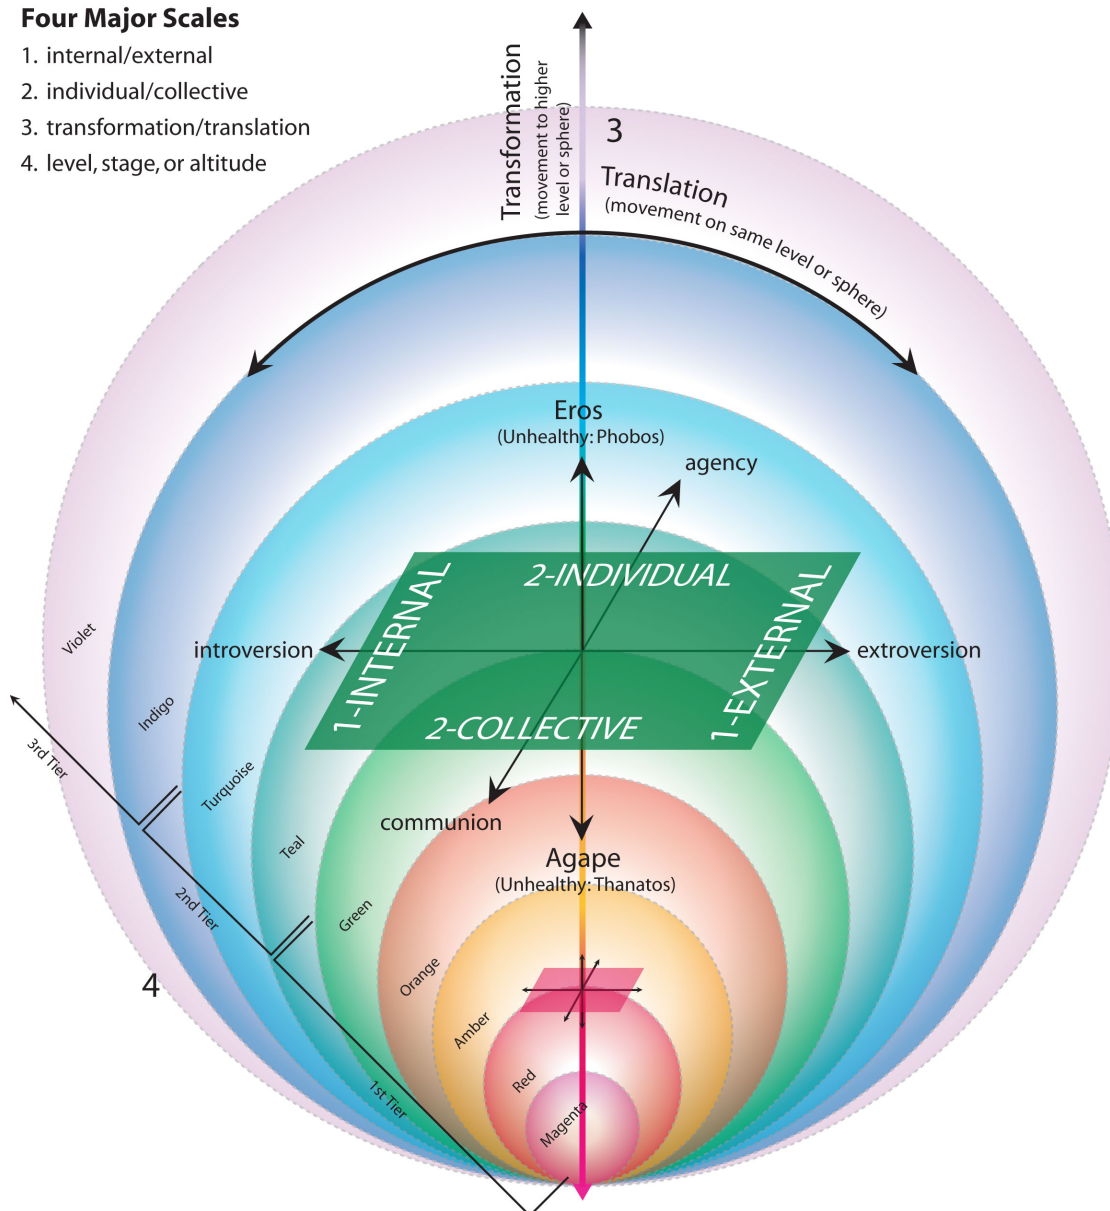 Four Major Scales
1. internal/external
2. individual/collective
3. transformation/translation
4. level, stage, or altitude
Transformation
(movement to higher
level or sphere)
3
Translation
(movement on same level or sphere)
Eros
(Unhealthy: Phobos)
agency
2-INDIVIDUAL
1-INTERNAL
1-EXTERNAL
introversion
extroversion
2-COLLECTIVE
communion
Agape
(Unhealthy: Thanatos)
Violet
Indigo
Turquoise
Teal
Green
Orange
Amber
Red
Magenta
3rd Tier
2nd Tier
1st Tier
4